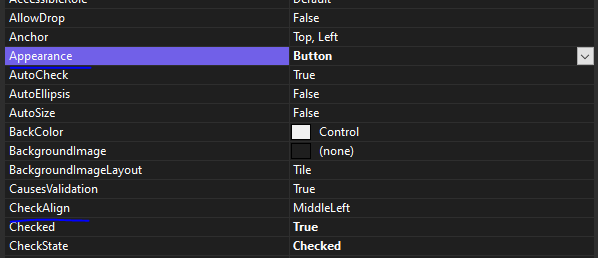 AccessibleRole Default
AllowDrop False
Anchor Top, Left
Appearance Button
AutoCheck True
AutoEllipsis False
AutoSize False
BackColor Control
BackgroundImage (none)
BackgroundImageLayout Tile
CausesValidation True
CheckAlign MiddleLeft
Checked True
CheckState Checked